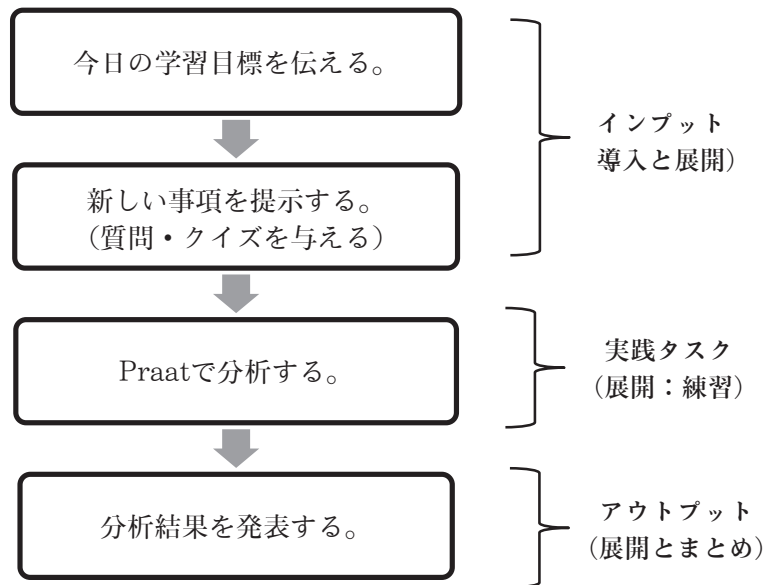 今日の学習目標を伝える。
新しい事項を提示する。
（質問・クイズを与える）
インプット
導入と展開）
Praatで分析する。
実践タスク
（展開：練習）
分析結果を発表する。
アウトプット
（展開とまとめ）